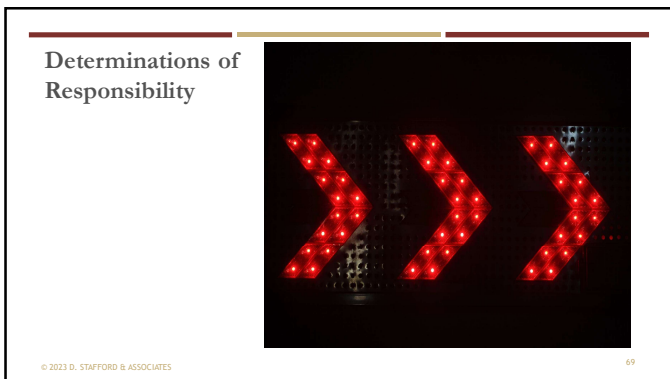 Determinations of
Responsibility
© 2023 D. STAFFORD & ASSOCIATES
69